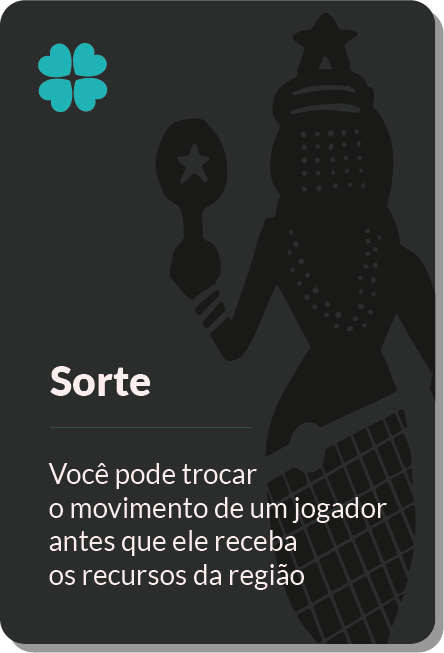 Sorte
Você pode trocar
o movimento de um jogador
antes que ele receba
os recursos da região